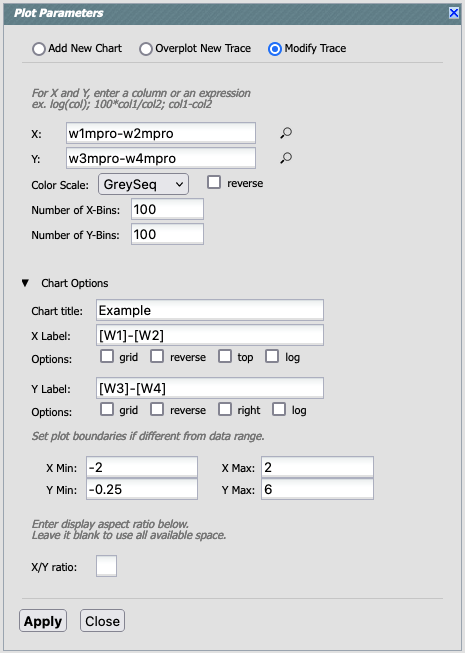 Plot Parameters
Add New Chart Overplot New Trace Modify Trace
For X and Y, enter a column or an expression
ex. log(col); 100*col1/col2; col1-col2
X: w1mpro-w2mpro
Y: w3mpro-w4mpro
Color Scale: GreySeq reverse
Number of X-Bins: 100
Number of Y-Bins: 100
Chart Options
Chart title: Example
X Label: [W1]-[W2]
Options: grid reverse top log
Y Label: [W3]-[W4]
Options: grid reverse right log
Set plot boundaries if different from data range.
X Min: -2 X Max: 2
Y Min: -0.25 Y Max: 6
Enter display aspect ratio below.
Leave it blank to use all available space.
X/Y ratio:
Apply Close